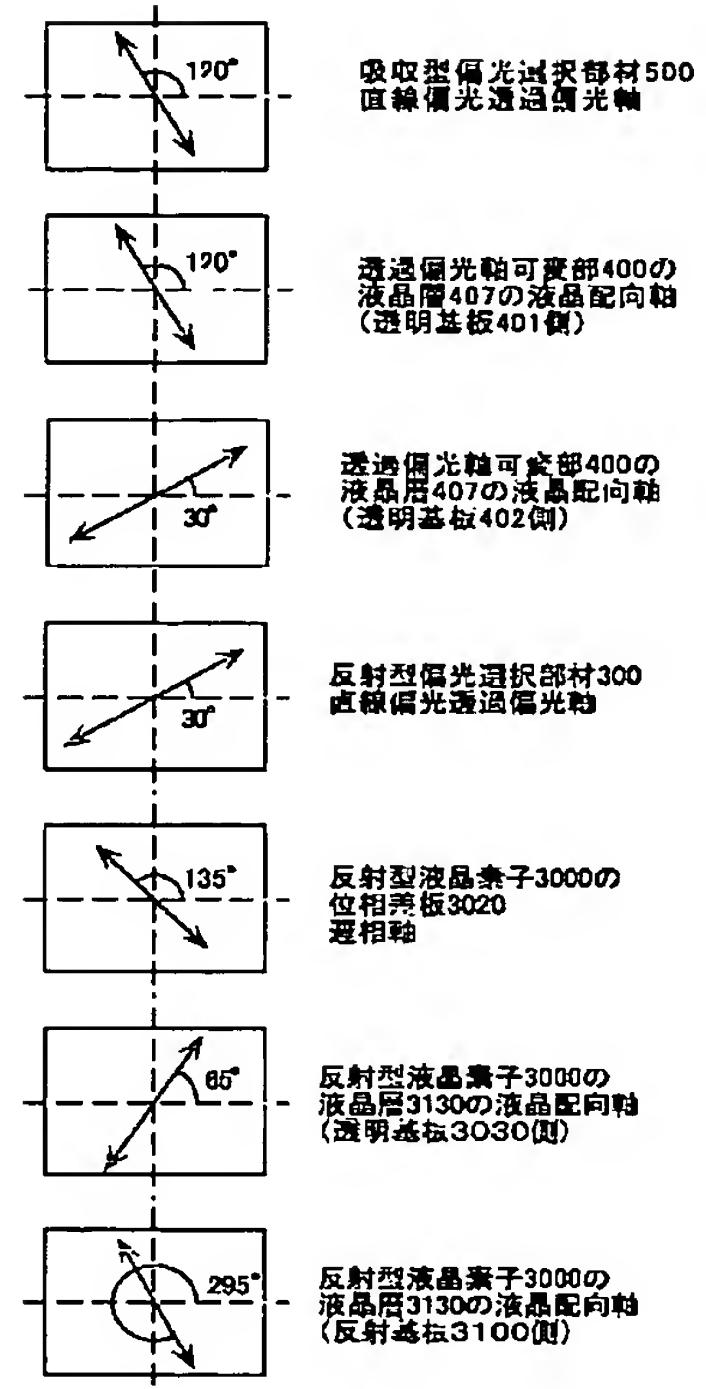 120°
吸収型偏光選択部材500
直線偏光透過偏光軸
120°
透過偏光軸可変部400の
液晶層407の液晶配向軸
(透明基板401側)
30°
透過偏光軸可変部400の
液晶層407の液晶配向軸
(透明基板402側)
30°
反射型偏光選択部材300
直線偏光透過偏光軸
135°
反射型液晶素子3000の
位相差板3020
遅相軸
65°
反射型液晶素子3000の
液晶層3130の液晶配向軸
(透明基板3030側)
295°
反射型液晶素子3000の
液晶層3130の液晶配向軸
(反射基板3100側)